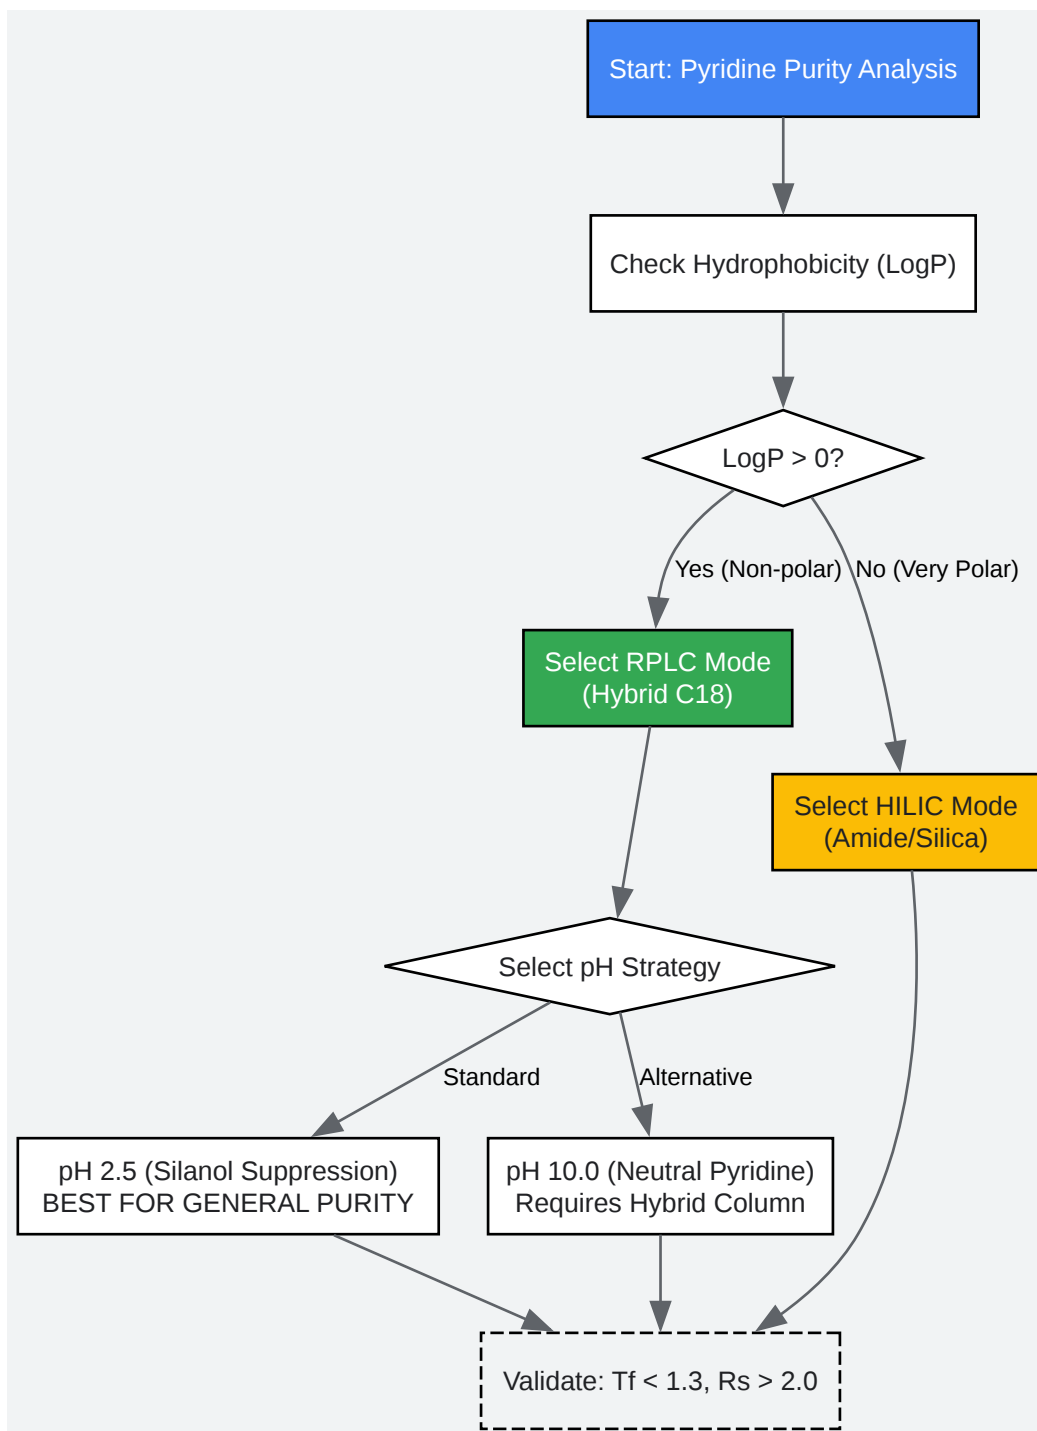 Start: Pyridine Purity Analysis
Check Hydrophobicity (LogP)
LogP > 0?
Yes (Non-polar)
No (Very Polar)
Select RPLC Mode
(Hybrid C18)
Select HILIC Mode
(Amide/Silica)
Select pH Strategy
Standard
Alternative
pH 2.5 (Silanol Suppression)
BEST FOR GENERAL PURITY
pH 10.0 (Neutral Pyridine)
Requires Hybrid Column
Validate: Tf < 1.3, Rs > 2.0